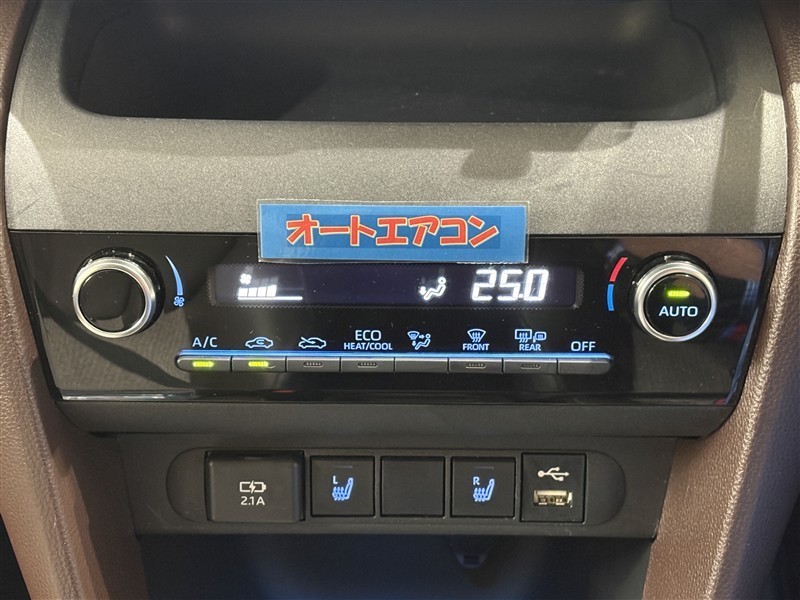 オートエアコン
25.0
AUTO
A/C
ECO
HEAT/COOL
FRONT
REAR
OFF
2.1A
L
R